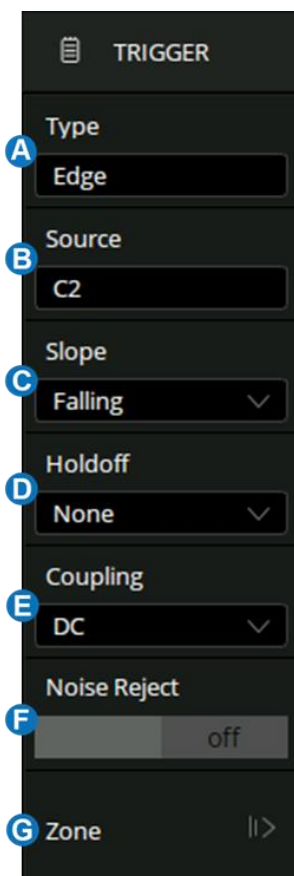 TRIGGER
Type
A
Edge
Source
B
C2
Slope
C
Falling
Holdoff
D
None
Coupling
E
DC
Noise Reject
F
off
G Zone